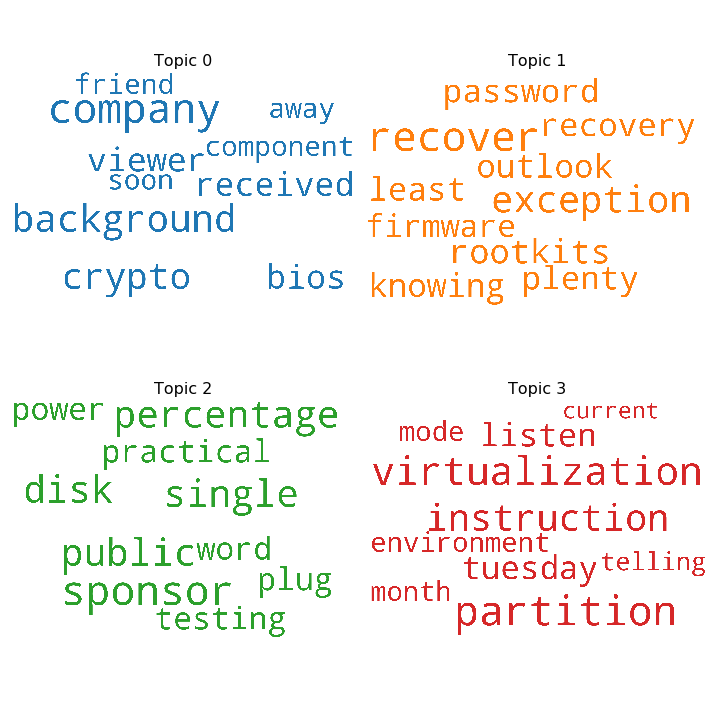 Topic 0
friend
company
away
component
viewer
soon
received
background
crypto
bios
Topic 1
password
recovery
recover
outlook
least
exception
firmware
rootkits
plenty
knowing
Topic 2
power
percentage
practical
disk
single
public
word
plug
sponsor
testing
Topic 3
current
mode
listen
virtualization
instruction
environment
telling
tuesday
month
partition